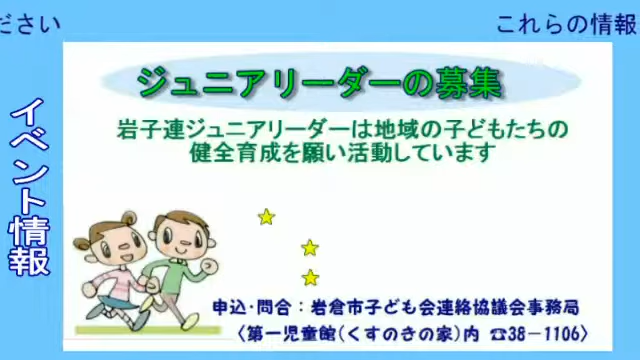 ださい
これらの情報
イベント情報
ジュニアリーダーの募集
岩子連ジュニアリーダーは地域の子どもたちの
健全育成を願い活動しています
申込・問合：岩倉市子ども会連絡協議会事務局
〈第一児童館(くすのきの家)内 ☎38－1106〉